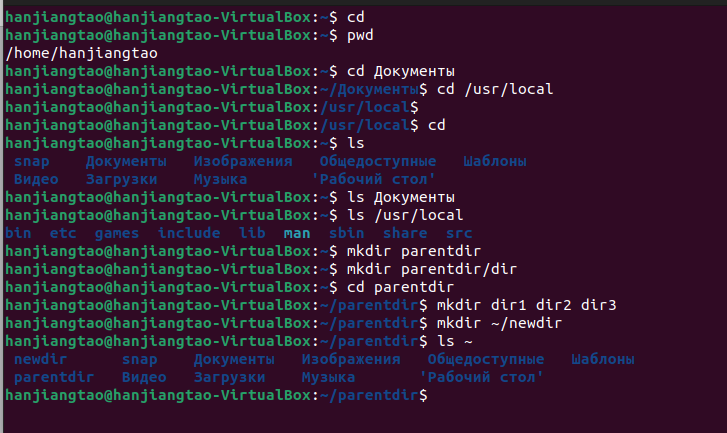 hanjiangtao@hanjiangtao-VirtualBox:~$ cd
hanjiangtao@hanjiangtao-VirtualBox:~$ pwd
/home/hanjiangtao
hanjiangtao@hanjiangtao-VirtualBox:~$ cd Документы
hanjiangtao@hanjiangtao-VirtualBox:~/Документы$ cd /usr/local
hanjiangtao@hanjiangtao-VirtualBox:/usr/local$
hanjiangtao@hanjiangtao-VirtualBox:/usr/local$ cd
hanjiangtao@hanjiangtao-VirtualBox:~$ ls
snap Документы Изображения Общедоступные Шаблоны
Видео Загрузки Музыка 'Рабочий стол'
hanjiangtao@hanjiangtao-VirtualBox:~$ ls Документы
hanjiangtao@hanjiangtao-VirtualBox:~$ ls /usr/local
bin etc games include lib man sbin share src
hanjiangtao@hanjiangtao-VirtualBox:~$ mkdir parentdir
hanjiangtao@hanjiangtao-VirtualBox:~$ mkdir parentdir/dir
hanjiangtao@hanjiangtao-VirtualBox:~$ cd parentdir
hanjiangtao@hanjiangtao-VirtualBox:~/parentdir$ mkdir dir1 dir2 dir3
hanjiangtao@hanjiangtao-VirtualBox:~/parentdir$ mkdir ~/newdir
hanjiangtao@hanjiangtao-VirtualBox:~/parentdir$ ls ~
newdir snap Документы Изображения Общедоступные Шаблоны
parentdir Видео Загрузки Музыка 'Рабочий стол'
hanjiangtao@hanjiangtao-VirtualBox:~/parentdir$